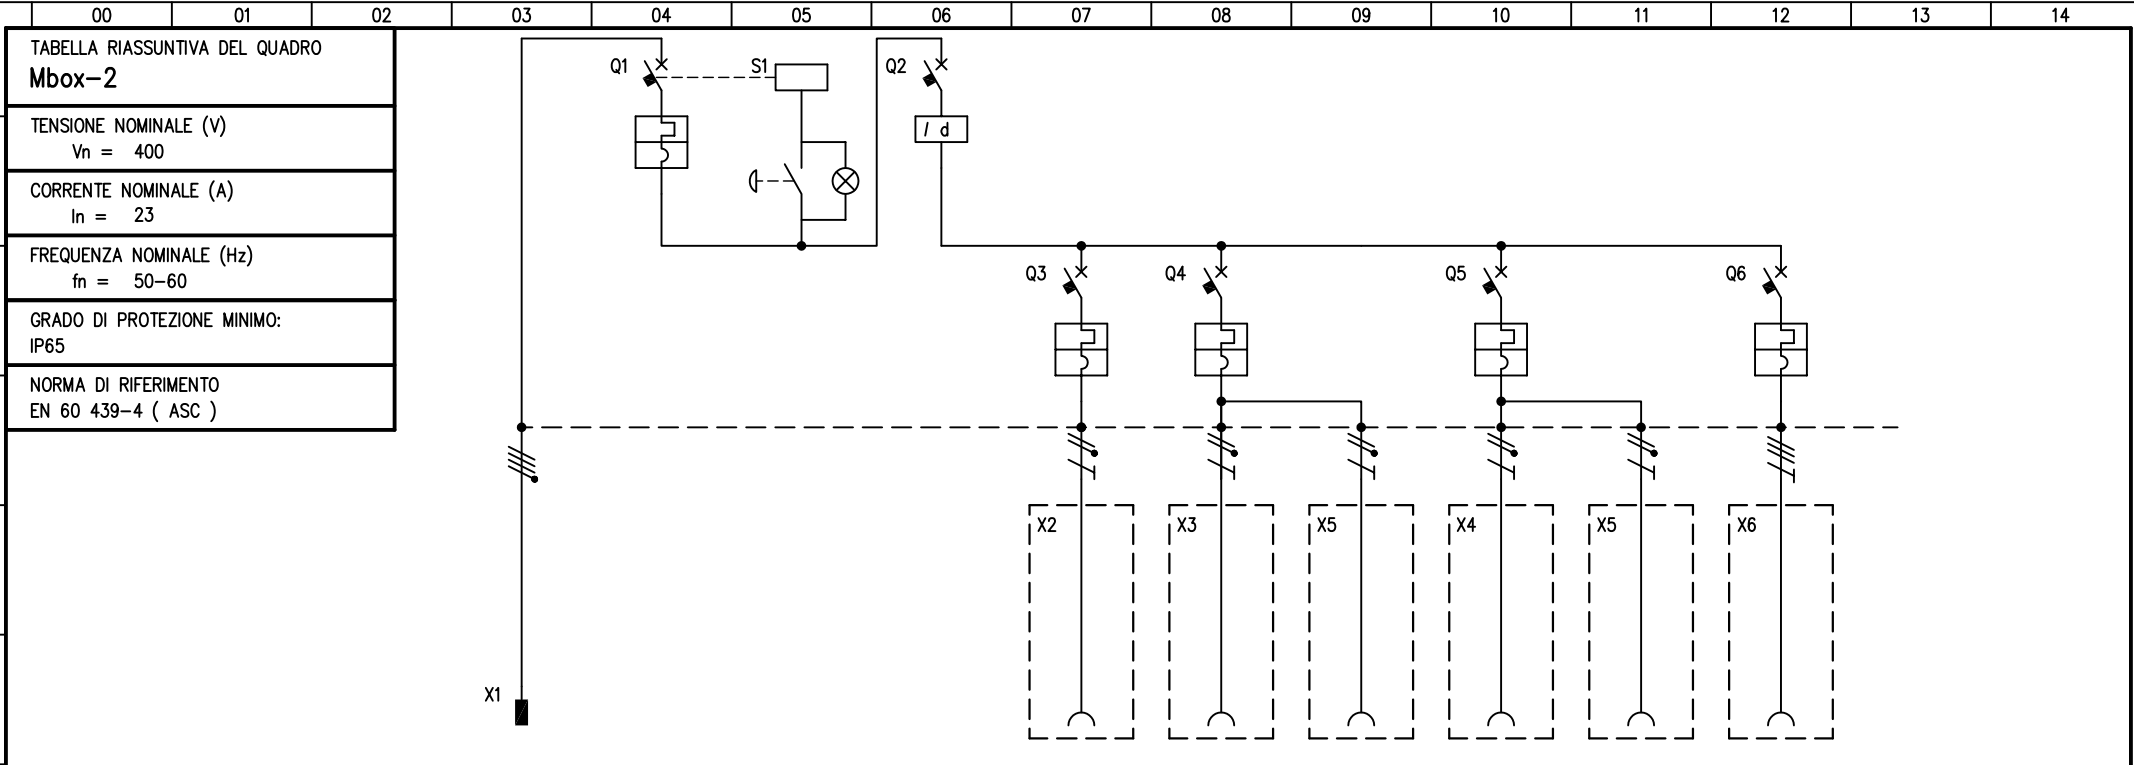 00 01 02 03 04 05 06 07 08 09 10 11 12 13 14
TABELLA RIASSUNTIVA DEL QUADRO
Mbox-2
TENSIONE NOMINALE (V)
Vn = 400
CORRENTE NOMINALE (A)
In = 23
FREQUENZA NOMINALE (Hz)
fn = 50-60
GRADO DI PROTEZIONE MINIMO:
IP65
NORMA DI RIFERIMENTO
EN 60 439-4 ( ASC )
Q1 S1 Q2
I d
Q3 Q4 Q5 Q6
X2 X3 X5 X4 X5 X6
X1